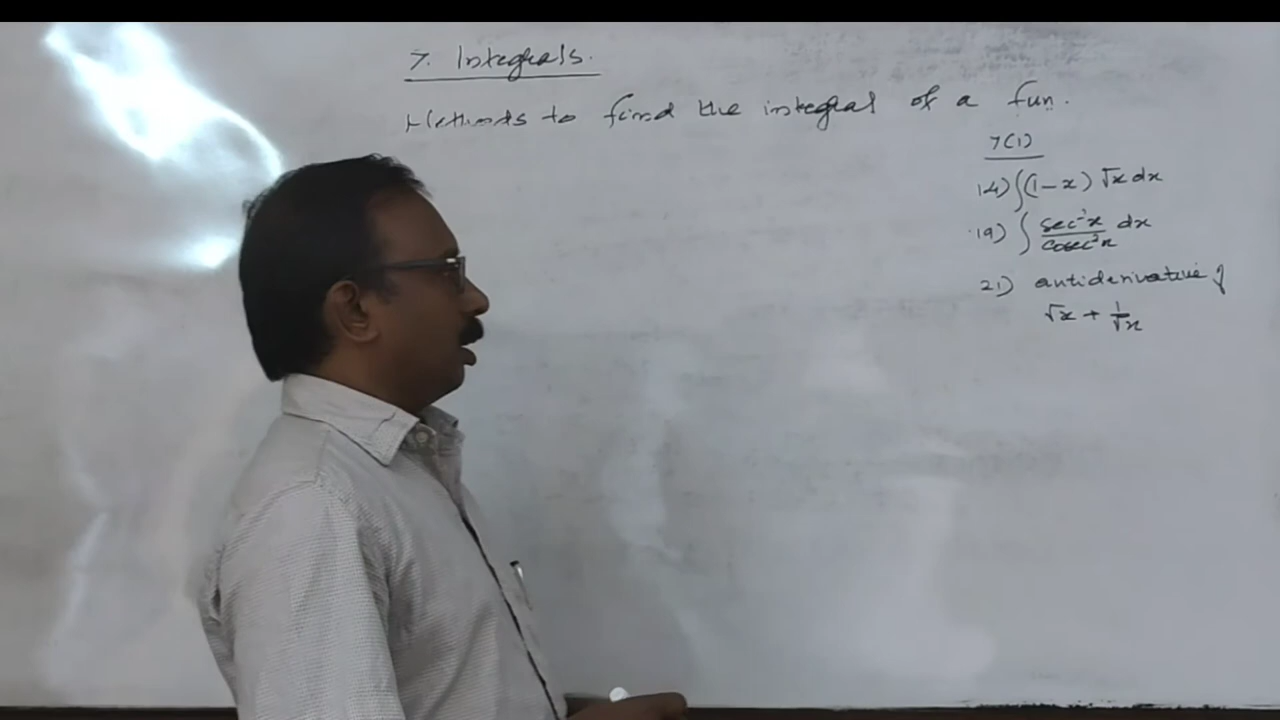 7. Integrals.
Methods to find the integral of a fun.
7(1)
14) ∫(1-x) √x dx
19) ∫ sec²x/cosec²x dx
21) antiderivative of
√x + 1/√x